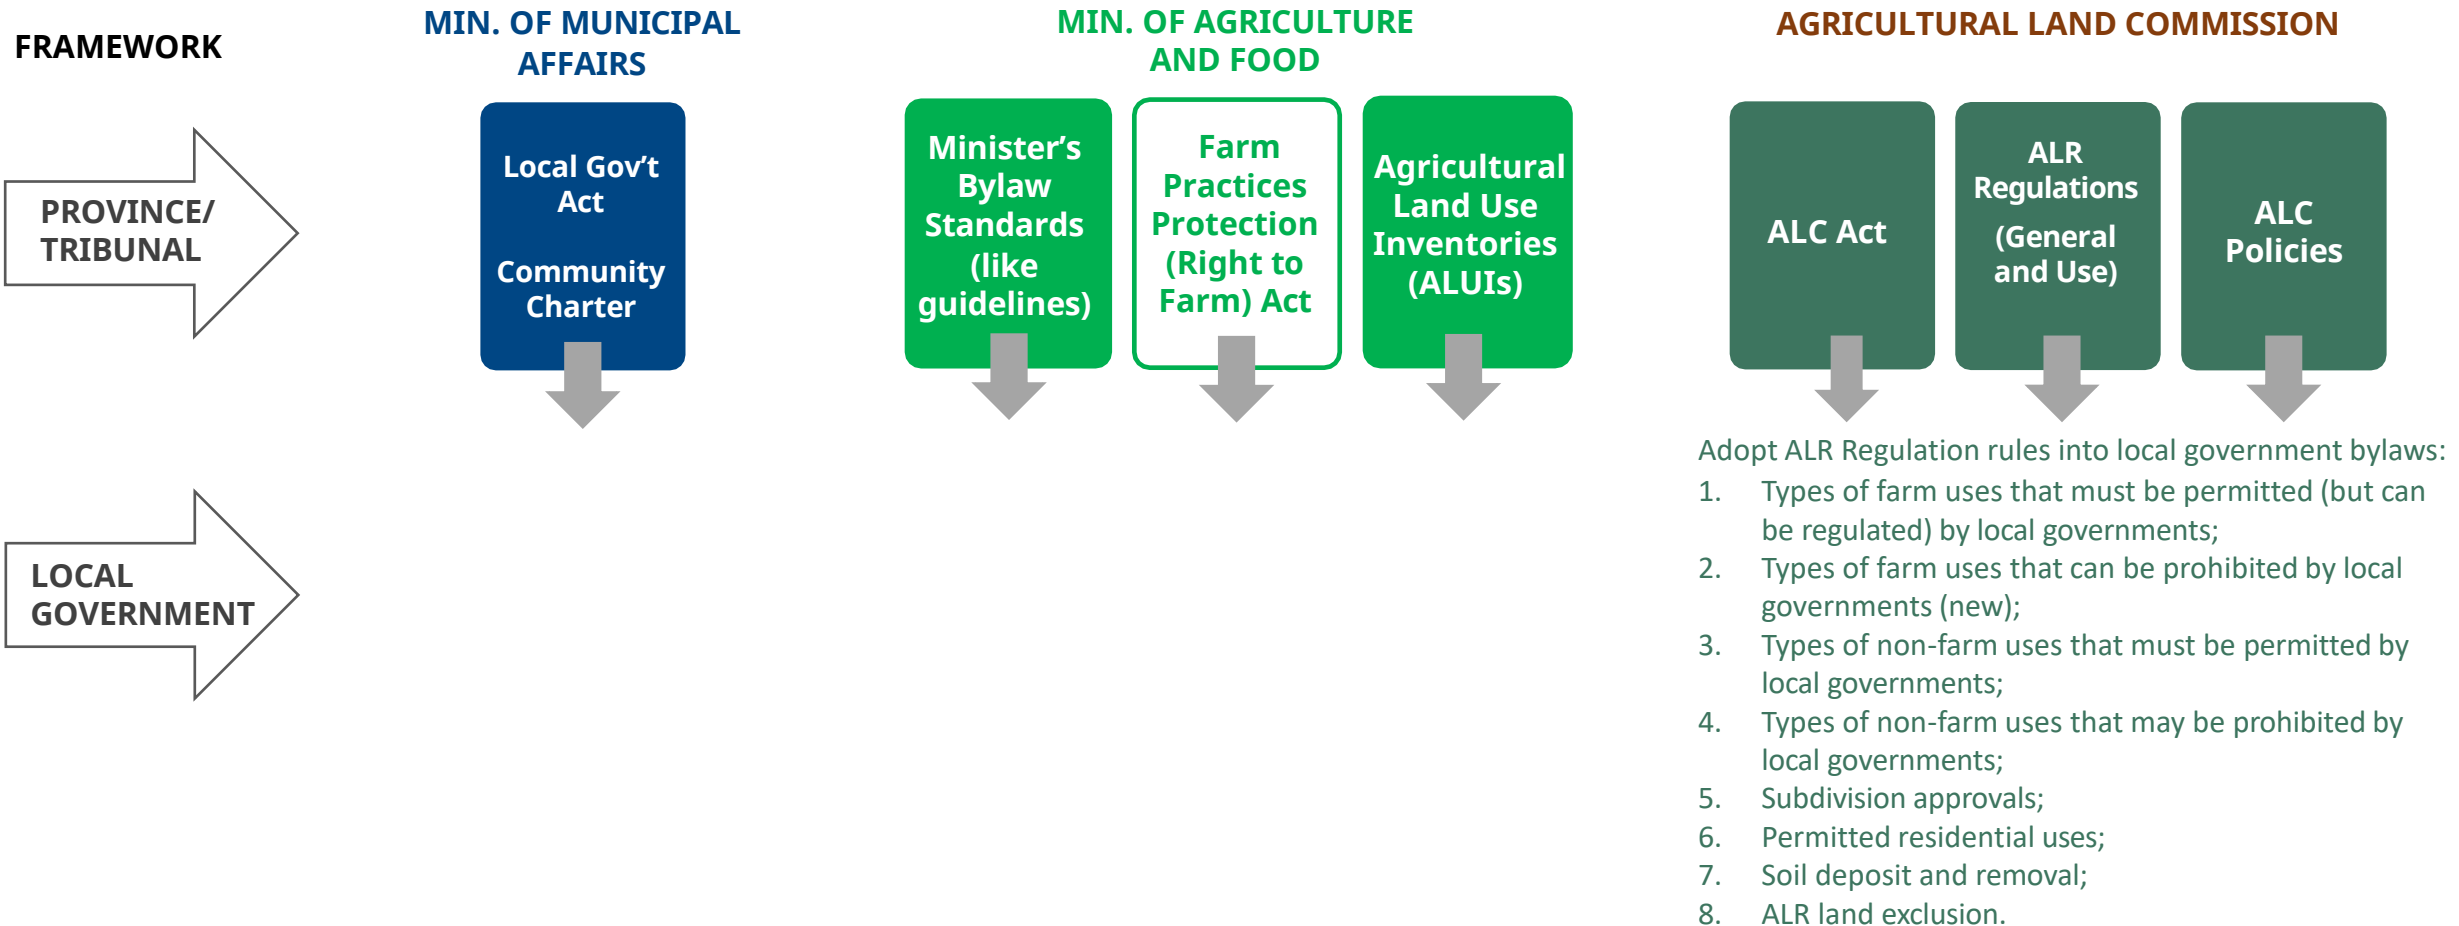 FRAMEWORK
MIN. OF MUNICIPAL
AFFAIRS
MIN. OF AGRICULTURE
AND FOOD
AGRICULTURAL LAND COMMISSION
PROVINCE/
TRIBUNAL
Local Gov’t
Act
Community
Charter
Minister’s
Bylaw
Standards
(like
guidelines)
Farm
Practices
Protection
(Right to
Farm) Act
Agricultural
Land Use
Inventories
(ALUIs)
ALC Act
ALR
Regulations
(General
and Use)
ALC
Policies
LOCAL
GOVERNMENT
Adopt ALR Regulation rules into local government bylaws:
1. Types of farm uses that must be permitted (but can
be regulated) by local governments;
2. Types of farm uses that can be prohibited by local
governments (new);
3. Types of non-farm uses that must be permitted by
local governments;
4. Types of non-farm uses that may be prohibited by
local governments;
5. Subdivision approvals;
6. Permitted residential uses;
7. Soil deposit and removal;
8. ALR land exclusion.